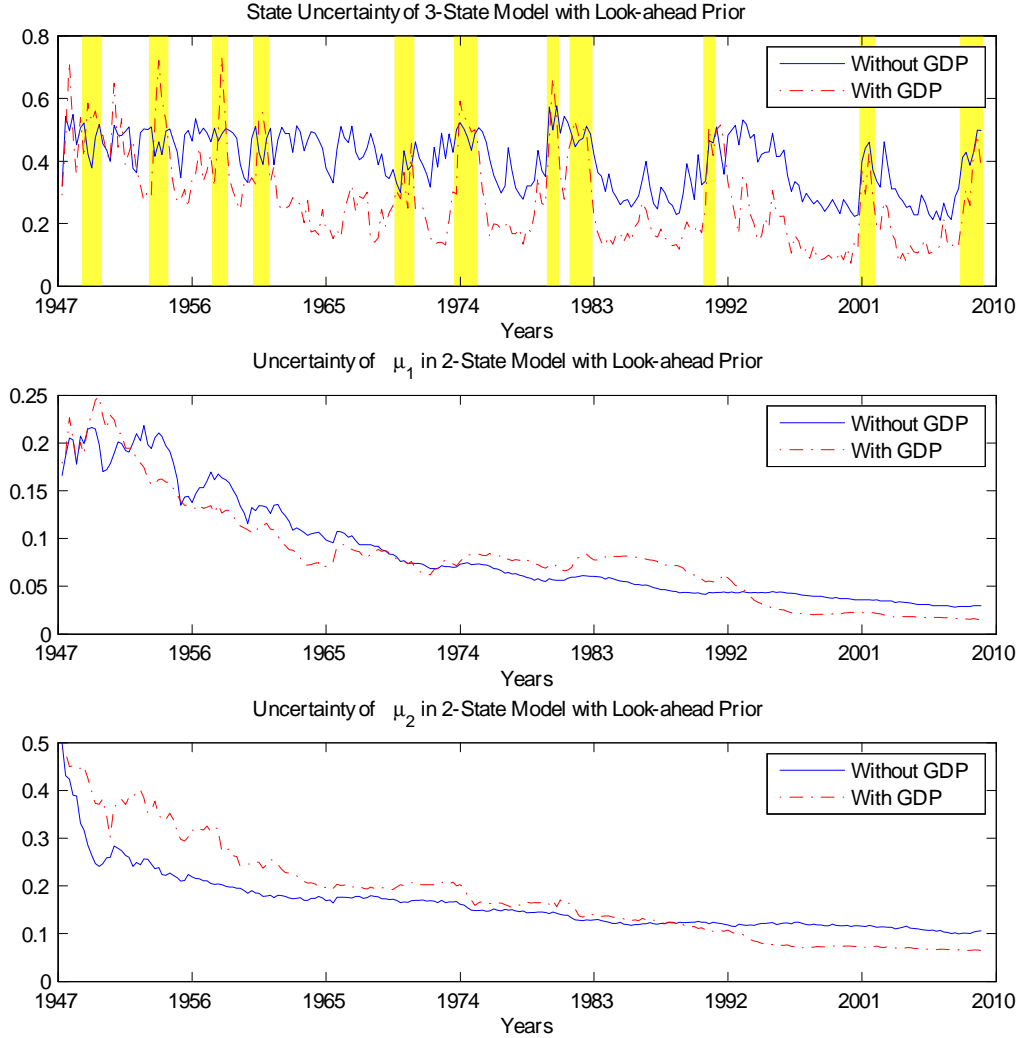 State Uncertainty of 3-State Model with Look-ahead Prior
0.8
0.6
0.4
0.2
0
Without GDP
With GDP
1947 1956 1965 1974 1983 1992 2001 2010
Years
Uncertainty of μ1 in 2-State Model with Look-ahead Prior
0.25
0.2
0.15
0.1
0.05
0
Without GDP
With GDP
1947 1956 1965 1974 1983 1992 2001 2010
Years
Uncertainty of μ2 in 2-State Model with Look-ahead Prior
0.5
0.4
0.3
0.2
0.1
0
Without GDP
With GDP
1947 1956 1965 1974 1983 1992 2001 2010
Years